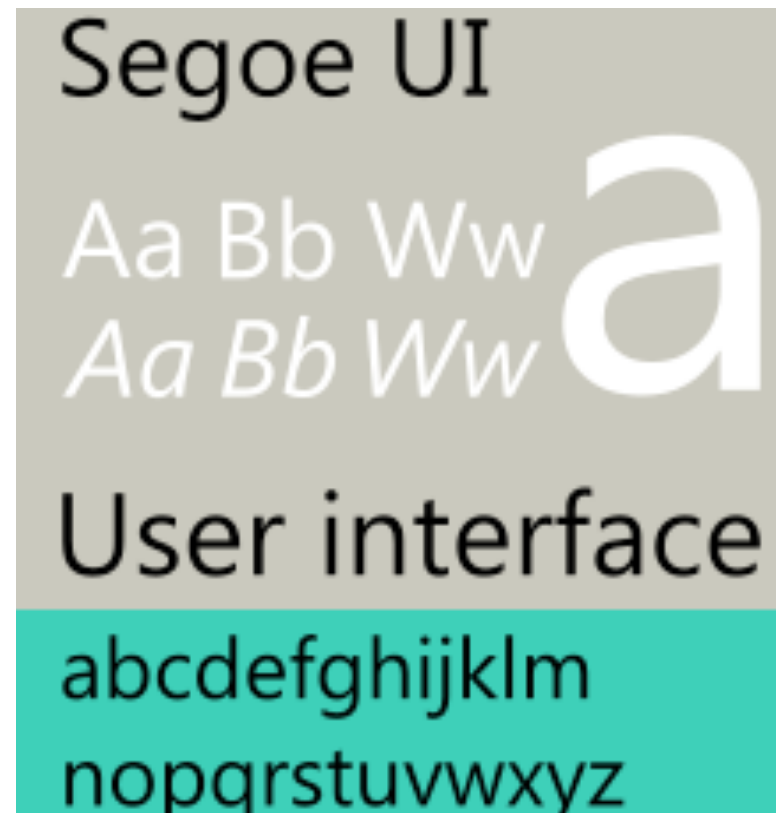 Segoe UI
Aa Bb Ww
a
Aa Bb Ww
User interface
abcdefghijklm
nopqrstuvwxyz